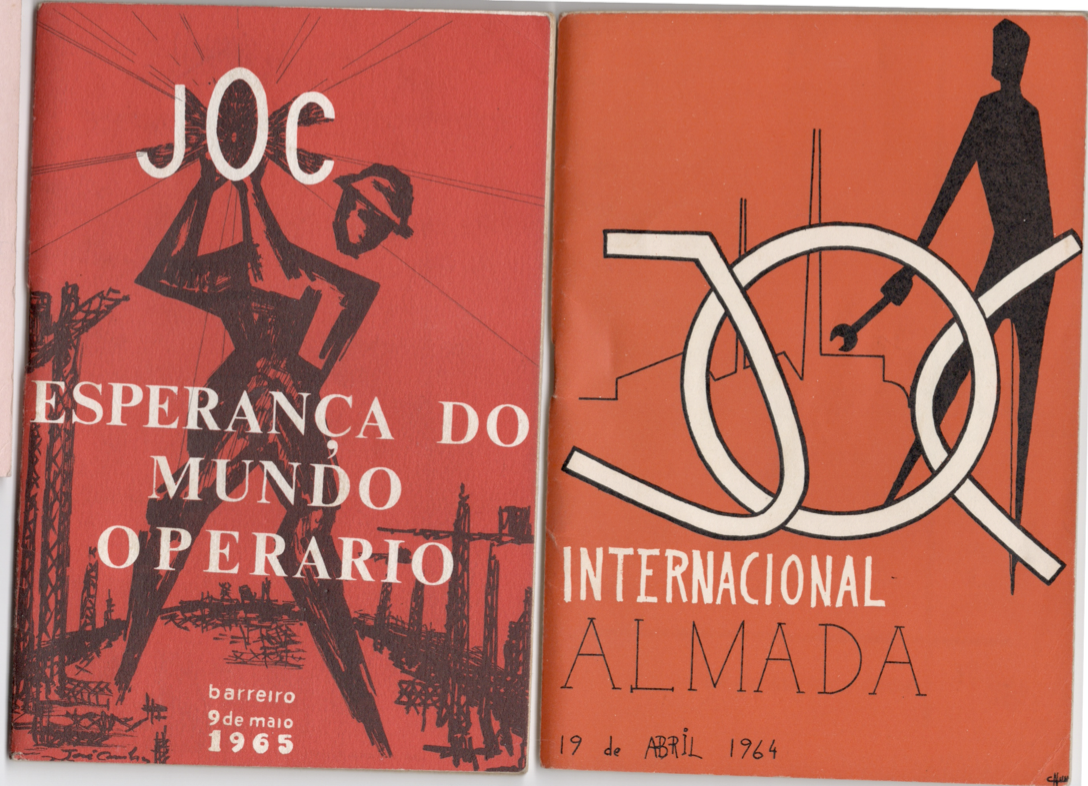 JOC
ESPERANÇA DO
MUNDO
OPERARIO
barreiro
9 de maio
1965
JOC
INTERNACIONAL
ALMADA
19 de ABRIL 1964